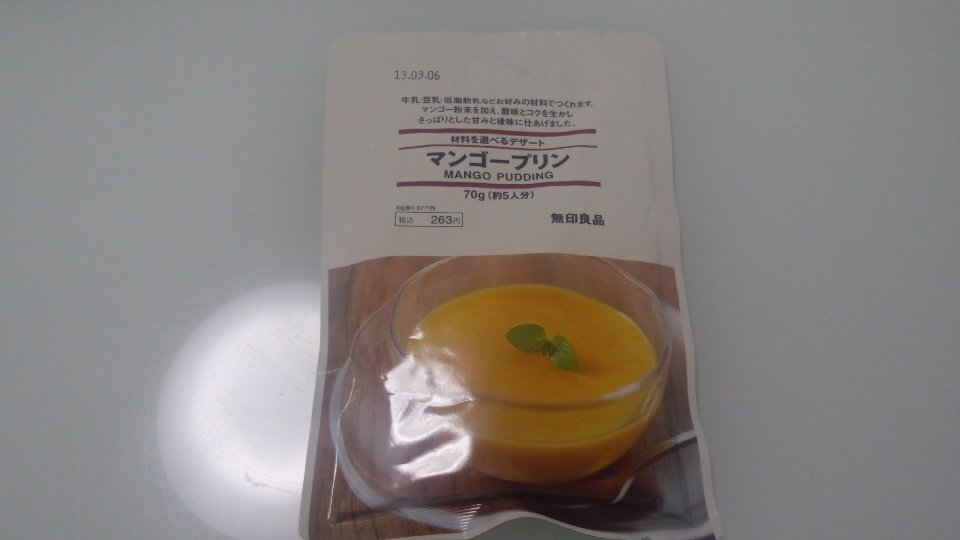 13.03.06
牛乳・豆乳・低脂肪乳などお好みの材料でつくれます。
マンゴー粉末を加え、酸味とコクを生かし
さっぱりとした甘みと後味に仕あげました。
材料を選べるデザート
マンゴープリン
MANGO PUDDING
70g（約5人分）
税込 263円
無印良品